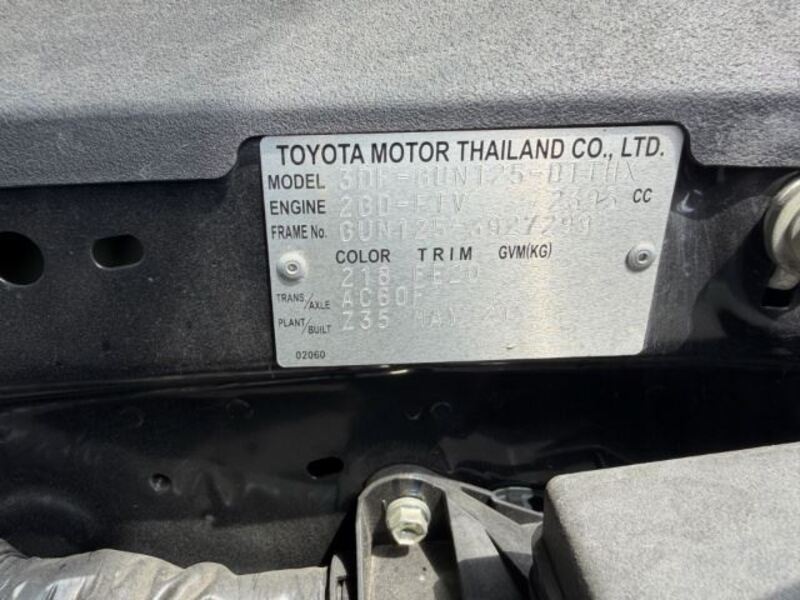 TOYOTA MOTOR THAILAND CO., LTD.
MODEL 3DF-GUN125-DTTHX
ENGINE 2GD-FTV 2393 CC
FRAME No. GUN125-3927299
COLOR TRIM GVM(KG)
218 EE20
TRANS/AXLE AC60F
PLANT/BUILT Z35
02060